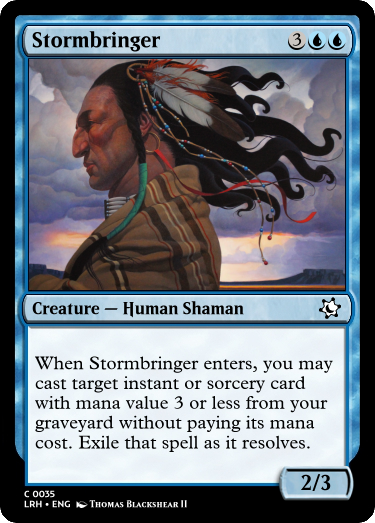 Stormbringer 3
Creature — Human Shaman
When Stormbringer enters, you may
cast target instant or sorcery card
with mana value 3 or less from your
graveyard without paying its mana
cost. Exile that spell as it resolves.
2/3
C 0035
LRH • ENG Thomas Blackshear II